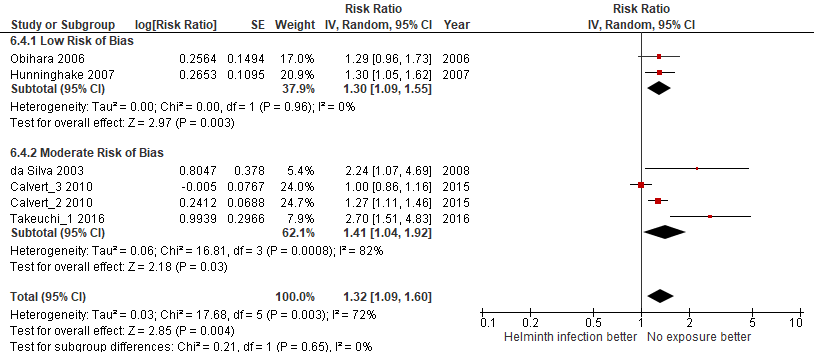 Risk Ratio Risk Ratio
Study or Subgroup log[Risk Ratio] SE Weight IV, Random, 95% CI Year IV, Random, 95% CI
6.4.1 Low Risk of Bias
Obihara 2006 0.2564 0.1494 17.0% 1.29 [0.96, 1.73] 2006
Hunninghake 2007 0.2653 0.1095 20.9% 1.30 [1.05, 1.62] 2007
Subtotal (95% CI) 37.9% 1.30 [1.09, 1.55]
Heterogeneity: Tau² = 0.00; Chi² = 0.00, df = 1 (P = 0.96); I² = 0%
Test for overall effect: Z = 2.97 (P = 0.003)
6.4.2 Moderate Risk of Bias
da Silva 2003 0.8047 0.378 5.4% 2.24 [1.07, 4.69] 2008
Calvert_3 2010 -0.005 0.0767 24.0% 1.00 [0.86, 1.16] 2015
Calvert_2 2010 0.2412 0.0688 24.7% 1.27 [1.11, 1.46] 2015
Takeuchi_1 2016 0.9939 0.2966 7.9% 2.70 [1.51, 4.83] 2016
Subtotal (95% CI) 62.1% 1.41 [1.04, 1.92]
Heterogeneity: Tau² = 0.06; Chi² = 16.81, df = 3 (P = 0.0008); I² = 82%
Test for overall effect: Z = 2.18 (P = 0.03)
Total (95% CI) 100.0% 1.32 [1.09, 1.60]
Heterogeneity: Tau² = 0.03; Chi² = 17.68, df = 5 (P = 0.003); I² = 72%
Test for overall effect: Z = 2.85 (P = 0.004)
Test for subgroup differences: Chi² = 0.21, df = 1 (P = 0.65), I² = 0%
0.1 0.2 0.5 1 2 5 10
Helminth infection better No exposure better